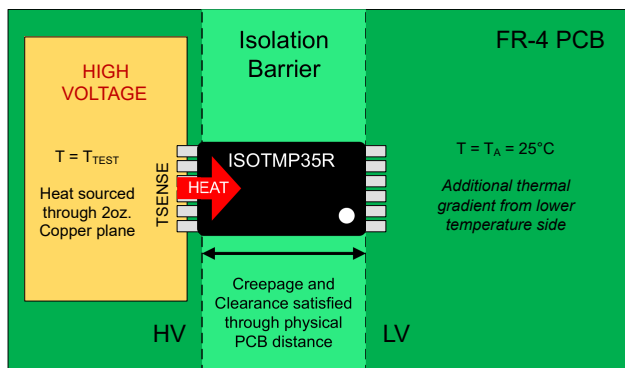 Isolation
Barrier
FR-4 PCB
HIGH
VOLTAGE
T = TTEST
Heat sourced
through 2oz.
Copper plane
TSENSE
ISOTMP35R
HEAT
T = TA = 25°C
Additional thermal
gradient from lower
temperature side
Creepage and
Clearance satisfied
through physical
PCB distance
HV
LV